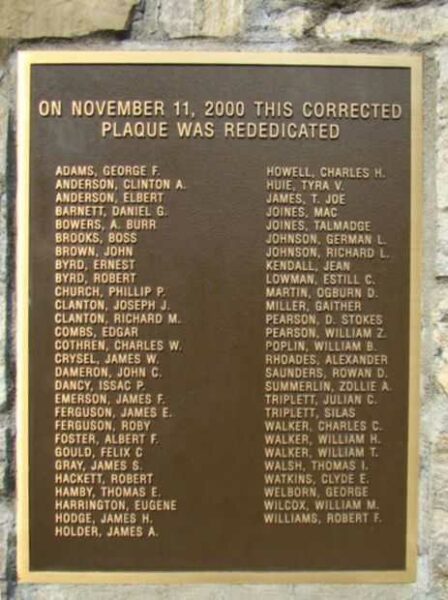 ON NOVEMBER 11, 2000 THIS CORRECTED
PLAQUE WAS REDEDICATED
ADAMS, GEORGE F.
ANDERSON, CLINTON A.
ANDERSON, ELBERT
BARNETT, DANIEL G.
BOWERS, A. BURR
BROOKS, BOSS
BROWN, JOHN
BYRD, ERNEST
BYRD, ROBERT
CHURCH, PHILLIP P.
CLANTON, JOSEPH J.
CLANTON, RICHARD M.
COMBS, EDGAR
COTHREN, CHARLES W.
CRYSEL, JAMES W.
DAMERON, JOHN C.
DANCY, ISSAC P.
EMERSON, JAMES F.
FERGUSON, JAMES E.
FERGUSON, ROBY
FOSTER, ALBERT F.
GOULD, FELIX C
GRAY, JAMES S.
HACKETT, ROBERT
HAMBY, THOMAS E.
HARRINGTON, EUGENE
HODGE, JAMES H.
HOLDER, JAMES A.
HOWELL, CHARLES H.
HUIE, TYRA V.
JAMES, T. JOE
JOINES, MAC
JOINES, TALMADGE
JOHNSON, GERMAN L.
JOHNSON, RICHARD L.
KENDALL, JEAN
LOWMAN, ESTILL C.
MARTIN, OGBURN D.
MILLER, GAITHER
PEARSON, D. STOKES
PEARSON, WILLIAM Z.
POPLIN, WILLIAM B.
RHOADES, ALEXANDER
SAUNDERS, ROWAN D.
SUMMERLIN, ZOLLIE A.
TRIPLETT, JULIAN C.
TRIPLETT, SILAS
WALKER, CHARLES C.
WALKER, WILLIAM H.
WALKER, WILLIAM T.
WALSH, THOMAS I.
WATKINS, CLYDE E.
WELBORN, GEORGE
WILCOX, WILLIAM M.
WILLIAMS, ROBERT F.